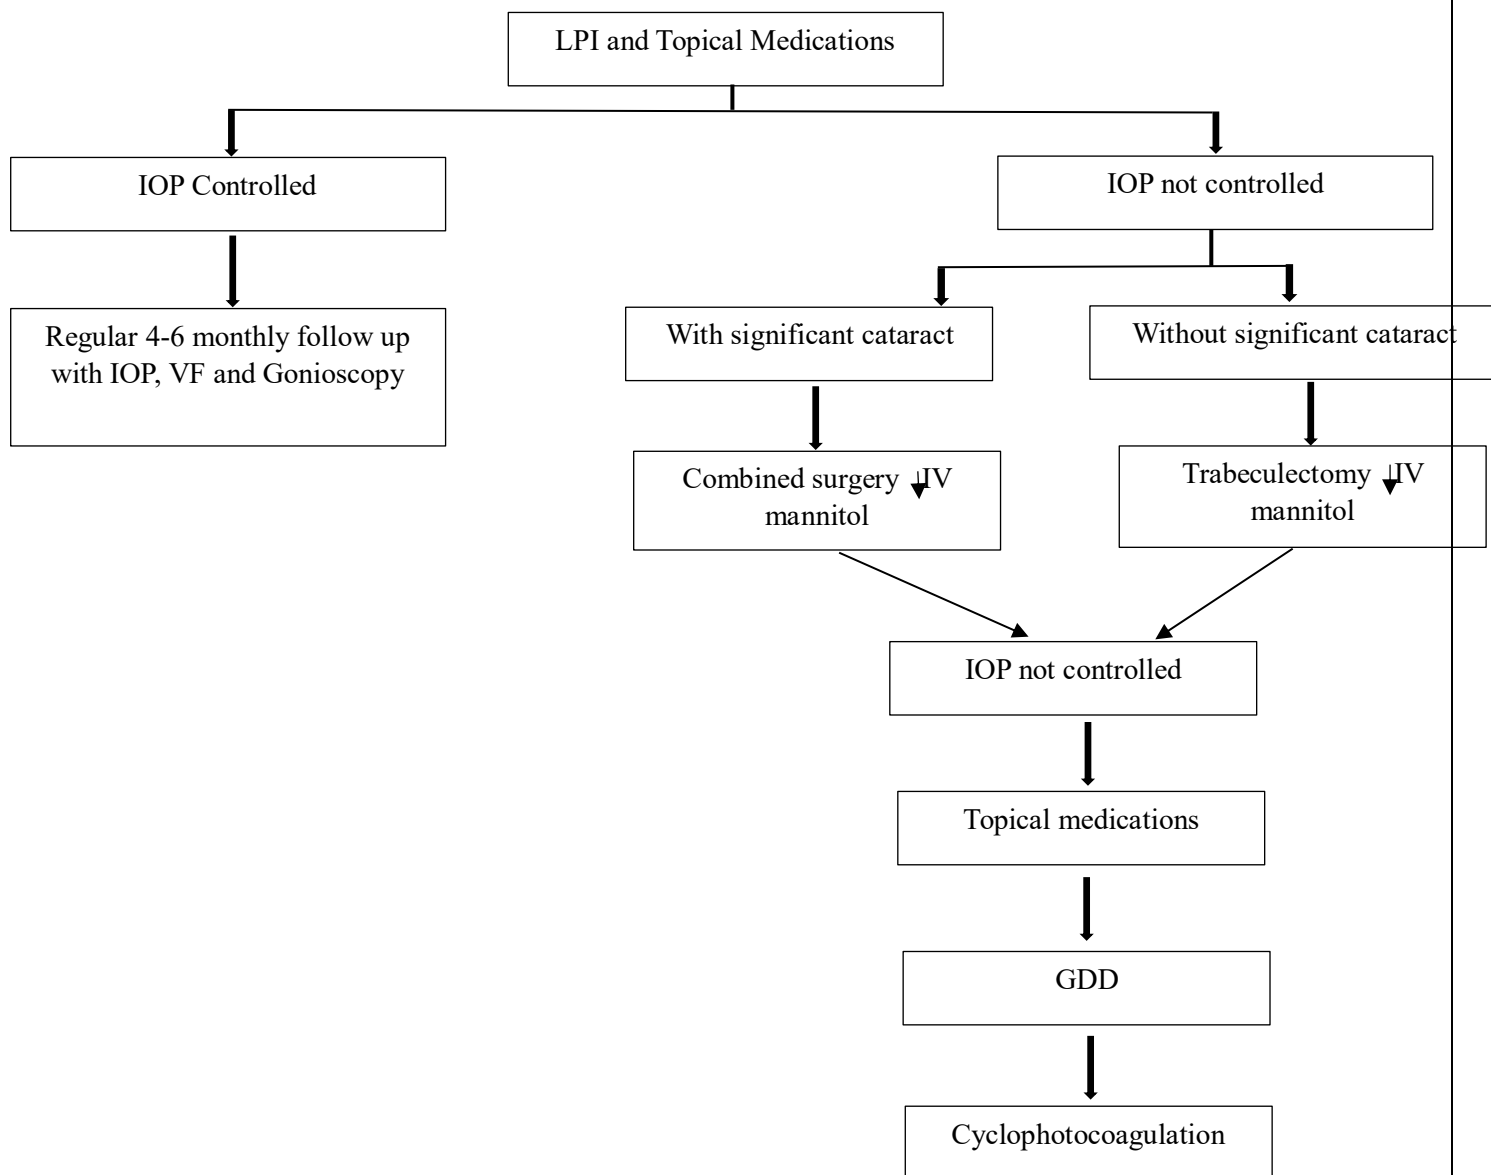 LPI and Topical Medications
IOP Controlled
IOP not controlled
Regular 4-6 monthly follow up
with IOP, VF and Gonioscopy
With significant cataract
Without significant cataract
Combined surgery ↓IV
mannitol
Trabeculectomy ↓IV
mannitol
IOP not controlled
Topical medications
GDD
Cyclophotocoagulation